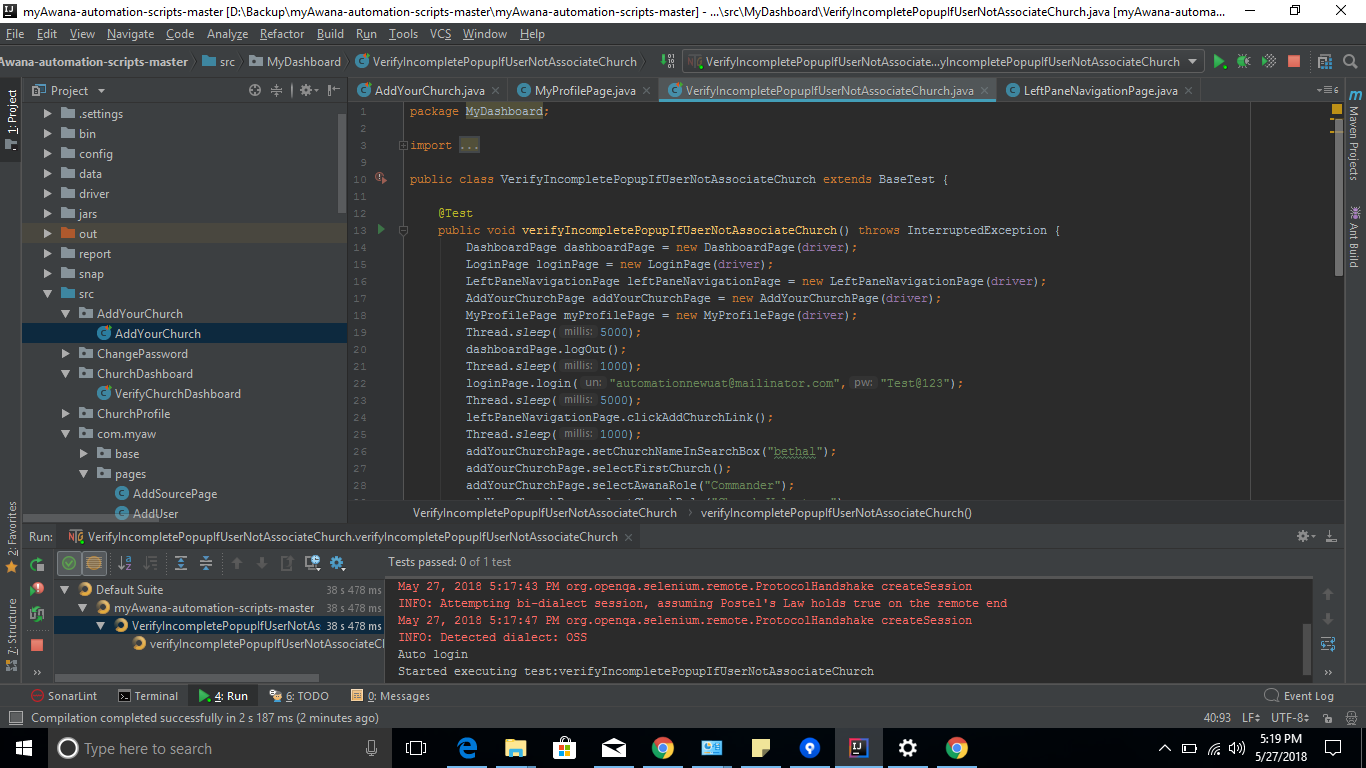 myAwana-automation-scripts-master [D:\Backup\myAwana-automation-scripts-master\myAwana-automation-scripts-master] - ...\src\MyDashboard\VerifyIncompletePopupIfUserNotAssociateChurch.java [myAwana-automa...
File Edit View Navigate Code Analyze Refactor Build Run Tools VCS Window Help
Awana-automation-scripts-master src MyDashboard VerifyIncompletePopupIfUserNotAssociateChurch VerifyIncompletePopupIfUserNotAssociate...yIncompletePopupIfUserNotAssociateChurch
1: Project
Project
AddYourChurch.java MyProfilePage.java VerifyIncompletePopupIfUserNotAssociateChurch.java LeftPaneNavigationPage.java
.settings
bin
config
data
driver
jars
out
report
snap
src
AddYourChurch
AddYourChurch
ChangePassword
ChurchDashboard
VerifyChurchDashboard
ChurchProfile
com.myaw
base
pages
AddSourcePage
AddUser
1 package MyDashboard;
2
3 import ...
9
10 public class VerifyIncompletePopupIfUserNotAssociateChurch extends BaseTest {
11
12 @Test
13 public void verifyIncompletePopupIfUserNotAssociateChurch() throws InterruptedException {
14 DashboardPage dashboardPage = new DashboardPage(driver);
15 LoginPage loginPage = new LoginPage(driver);
16 LeftPaneNavigationPage leftPaneNavigationPage = new LeftPaneNavigationPage(driver);
17 AddYourChurchPage addYourChurchPage = new AddYourChurchPage(driver);
18 MyProfilePage myProfilePage = new MyProfilePage(driver);
19 Thread.sleep( millis: 5000);
20 dashboardPage.logOut();
21 Thread.sleep( millis: 1000);
22 loginPage.login( un: "automationnewuat@mailinator.com", pw: "Test@123");
23 Thread.sleep( millis: 5000);
24 leftPaneNavigationPage.clickAddChurchLink();
25 Thread.sleep( millis: 1000);
26 addYourChurchPage.setChurchNameInSearchBox("bethal");
27 addYourChurchPage.selectFirstChurch();
28 addYourChurchPage.selectAwanaRole("Commander");
VerifyIncompletePopupIfUserNotAssociateChurch verifyIncompletePopupIfUserNotAssociateChurch()
Maven Projects
Ant Build
2: Favorites
7: Structure
Run: VerifyIncompletePopupIfUserNotAssociateChurch.verifyIncompletePopupIfUserNotAssociateChurch
Tests passed: 0 of 1 test
Default Suite 38 s 478 ms
myAwana-automation-scripts-master 38 s 478 ms
VerifyIncompletePopupIfUserNotAs 38 s 478 ms
verifyIncompletePopupIfUserNotAssociateCl
May 27, 2018 5:17:43 PM org.openqa.selenium.remote.ProtocolHandshake createSession
INFO: Attempting bi-dialect session, assuming Postel's Law holds true on the remote end
May 27, 2018 5:17:47 PM org.openqa.selenium.remote.ProtocolHandshake createSession
INFO: Detected dialect: OSS
Auto login
Started executing test:verifyIncompletePopupIfUserNotAssociateChurch
SonarLint Terminal 4: Run 6: TODO 0: Messages Event Log
Compilation completed successfully in 2 s 187 ms (2 minutes ago) 40:93 LF UTF-8
Type here to search
5:19 PM
5/27/2018